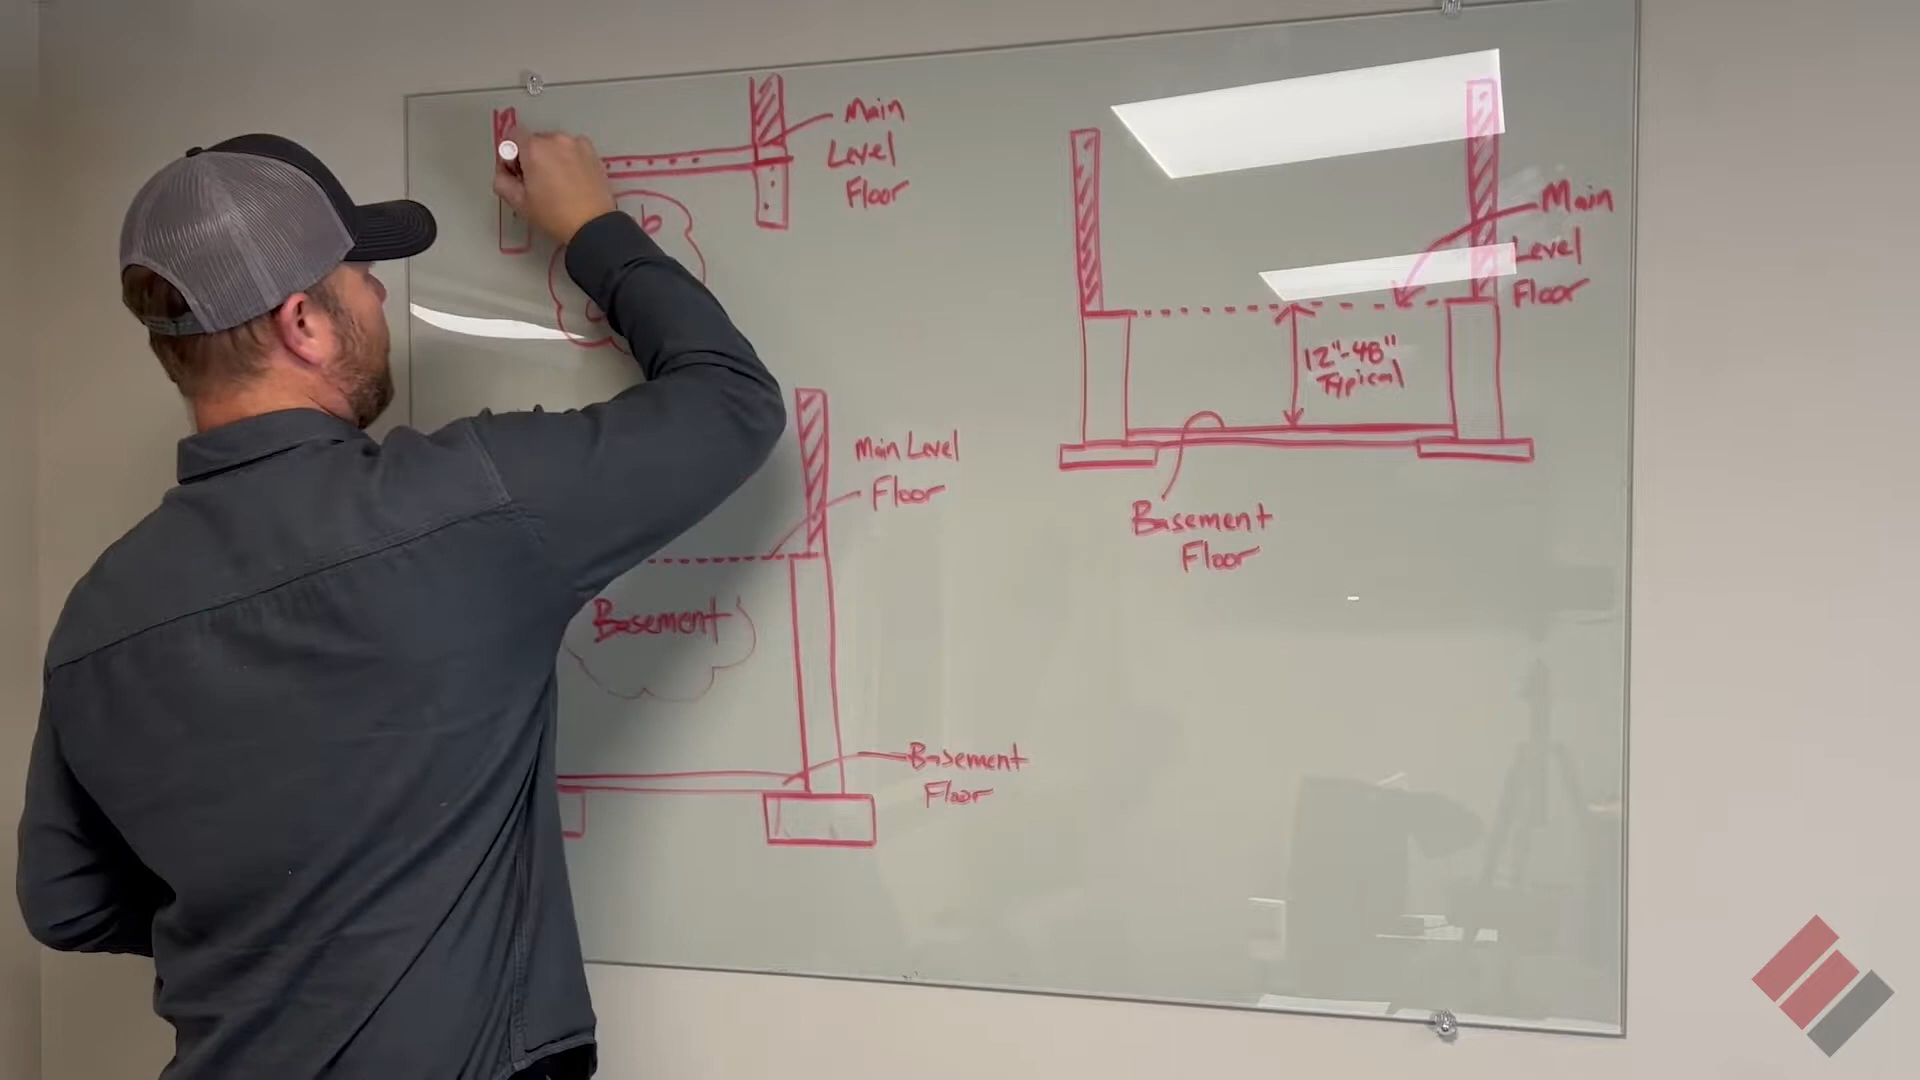 Main
Level
Floor
Main Level
Floor
Basement
Basement
Floor
Main
Level
Floor
12"-48"
Typical
Basement
Floor